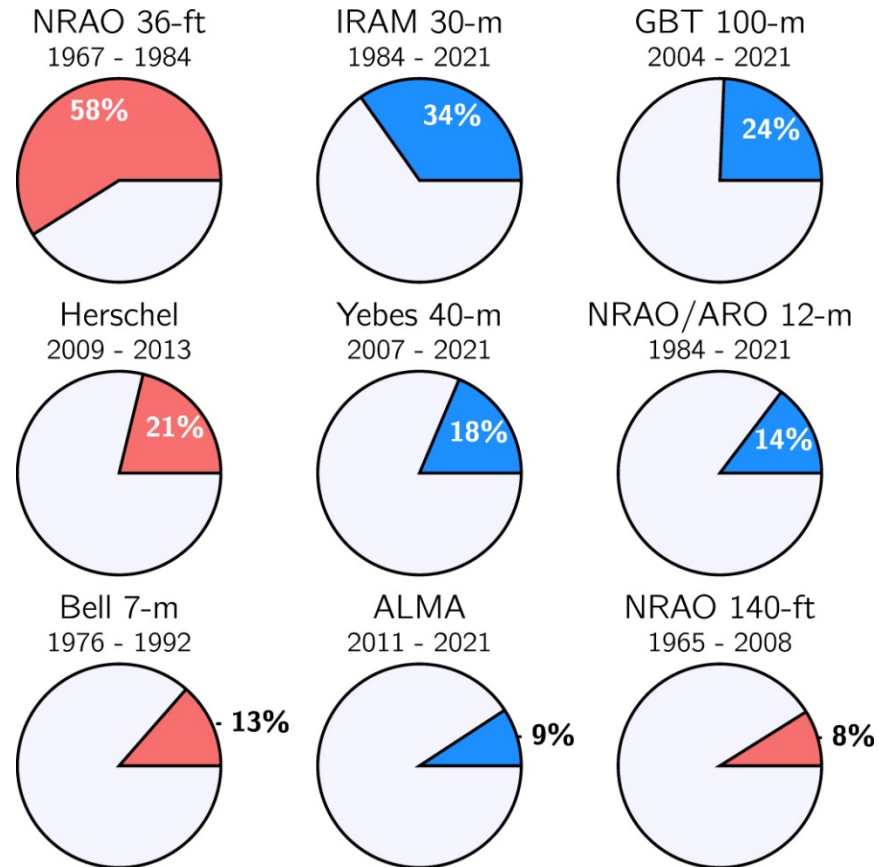 NRAO 36-ft
1967 - 1984
58%
IRAM 30-m
1984 - 2021
34%
GBT 100-m
2004 - 2021
24%
Herschel
2009 - 2013
21%
Yebes 40-m
2007 - 2021
18%
NRAO/ARO 12-m
1984 - 2021
14%
Bell 7-m
1976 - 1992
13%
ALMA
2011 - 2021
9%
NRAO 140-ft
1965 - 2008
8%